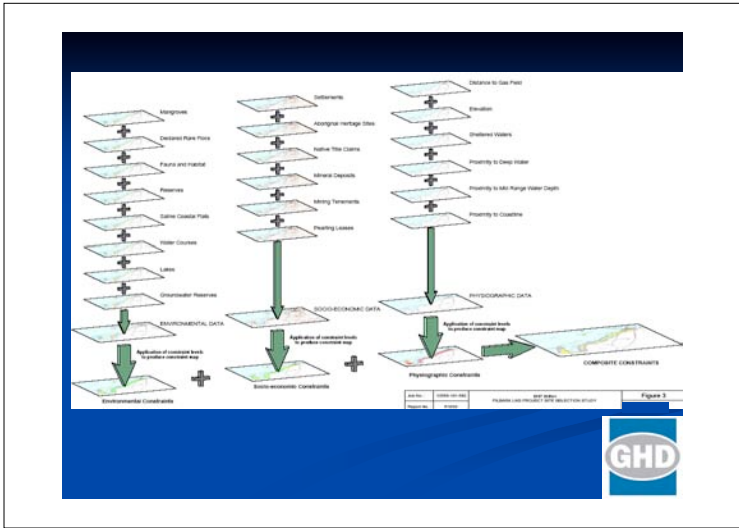 Mangroves
Declared Rare Flora
Fauna and Habitat
Reserves
Saline Coastal Flats
Water Courses
Lakes
Groundwater Reserves
ENVIRONMENTAL DATA
Application of constraint levels
to produce constraint map
Environmental Constraints
Settlements
Aboriginal Heritage Sites
Native Title Claims
Mineral Deposits
Mining Tenements
Pearling Leases
SOCIO-ECONOMIC DATA
Application of constraint levels
to produce constraint map
Socio-economic Constraints
Distance to Gas Field
Elevation
Sheltered Waters
Proximity to Deep Water
Proximity to Mid Range Water Depth
Proximity to Coastline
PHYSIOGRAPHIC DATA
Application of constraint levels
to produce constraint map
Physiographic Constraints
COMPOSITE CONSTRAINTS
Job No.
PILBARA LNG PROJECT SITE SELECTION STUDY
Figure 3
Report No.
GHD